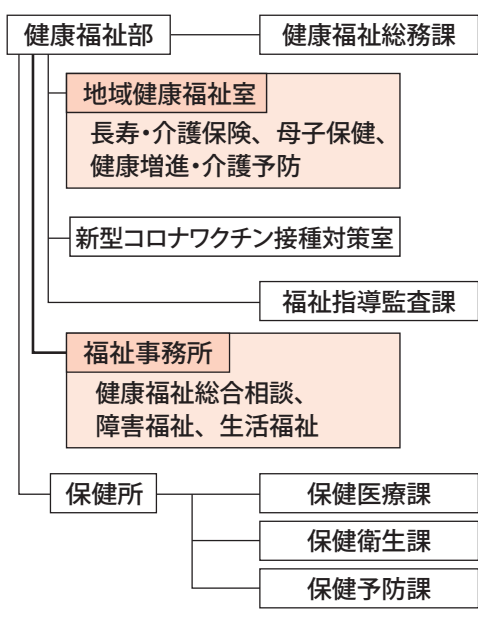 健康福祉部
健康福祉総務課
地域健康福祉室
長寿・介護保険、母子保健、
健康増進・介護予防
新型コロナワクチン接種対策室
福祉指導監査課
福祉事務所
健康福祉総合相談、
障害福祉、生活福祉
保健所
保健医療課
保健衛生課
保健予防課